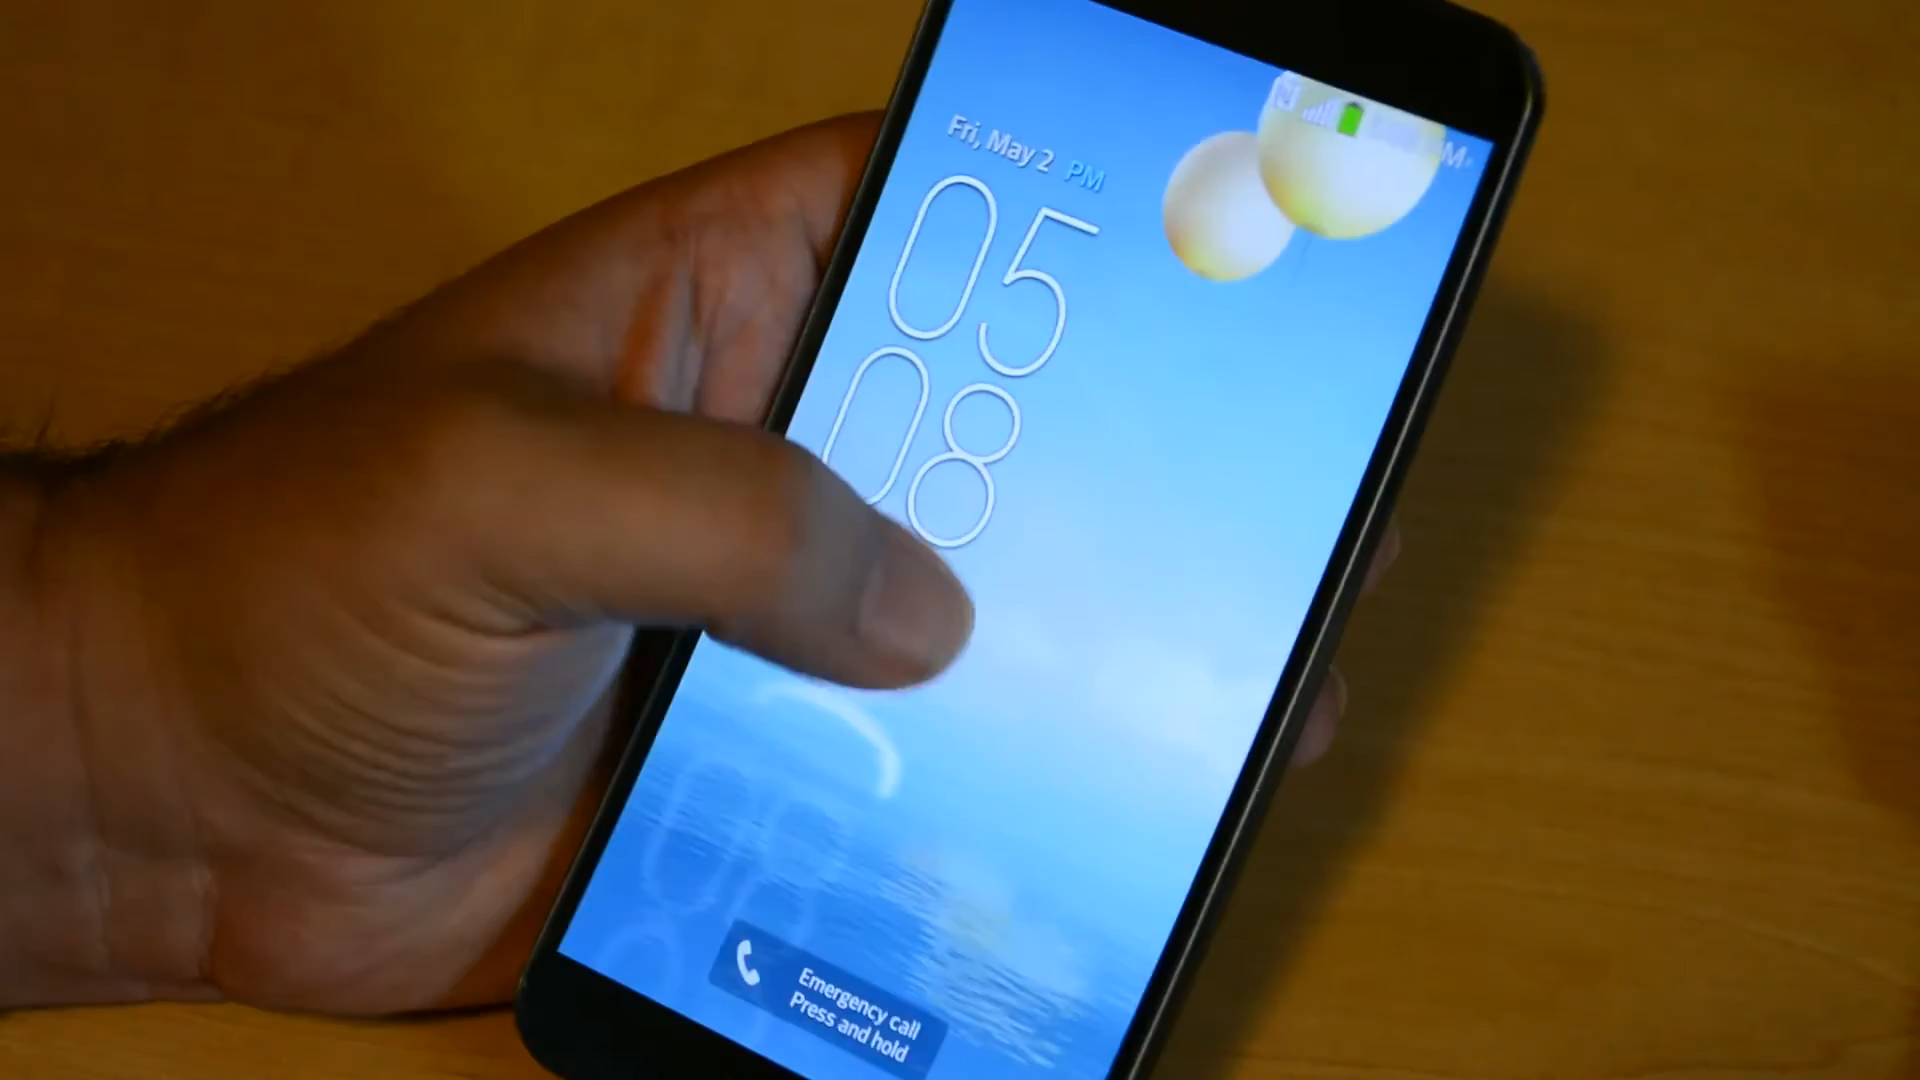 Fri, May 2 PM
05
08
Emergency call
Press and hold